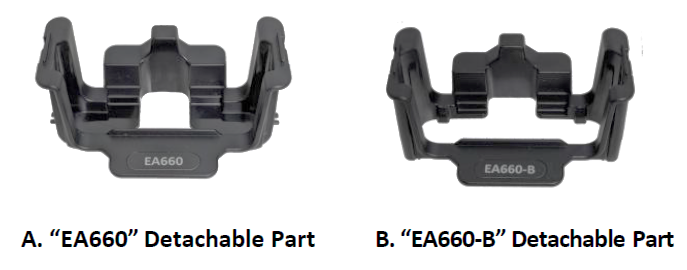 EA660
EA660-B
A. “EA660” Detachable Part
B. “EA660-B” Detachable Part